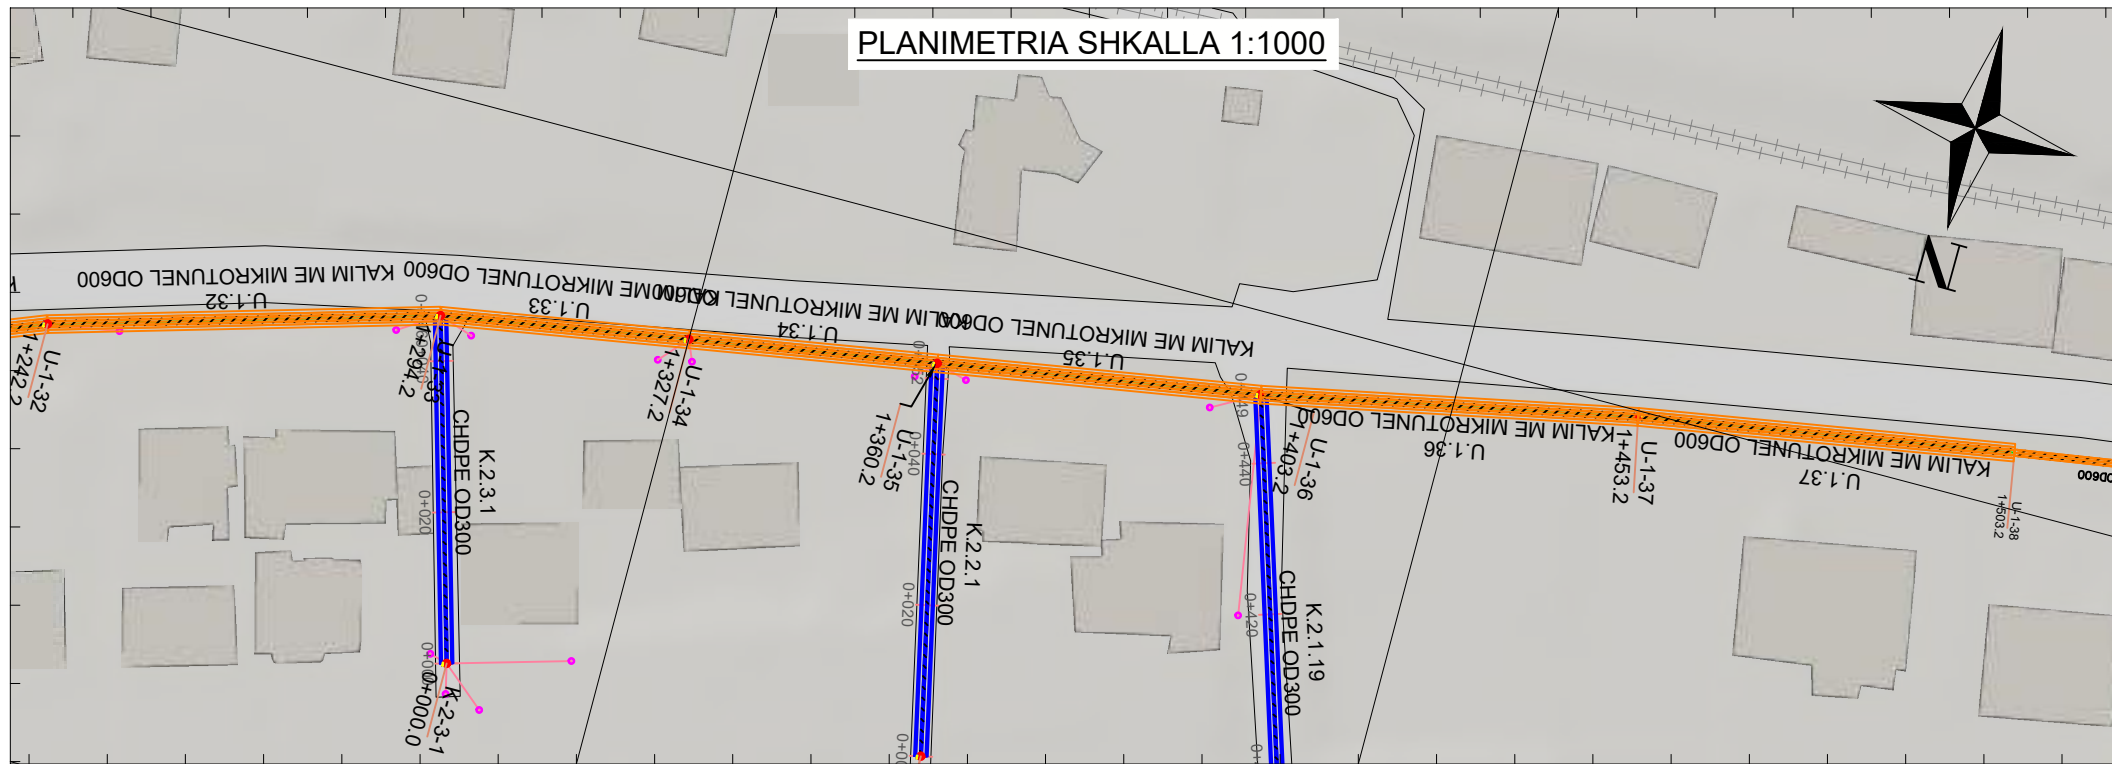 PLANIMETRIA SHKALLA 1:1000
N
KALIM ME MIKROTUNEL OD600
U.1.32
KALIM ME MIKROTUNEL OD600
U.1.33
KALIM ME MIKROTUNEL OD600
U.1.34
KALIM ME MIKROTUNEL OD600
U.1.35
KALIM ME MIKROTUNEL OD600
U.1.36
KALIM ME MIKROTUNEL OD600
U.1.37
OD600
U-1-32
1+242.2
U-1-33
1+294.2
U-1-34
1+327.2
U-1-35
1+360.2
U-1-36
1+403.2
U-1-37
1+453.2
U-1-38
1+503.2
K.2.3.1
CHDPE OD300
0+020
0+000
K-2-3-1
0+000.0
K.2.2.1
CHDPE OD300
0+040
0+020
K.2.1.19
CHDPE OD300
0+440
0+420